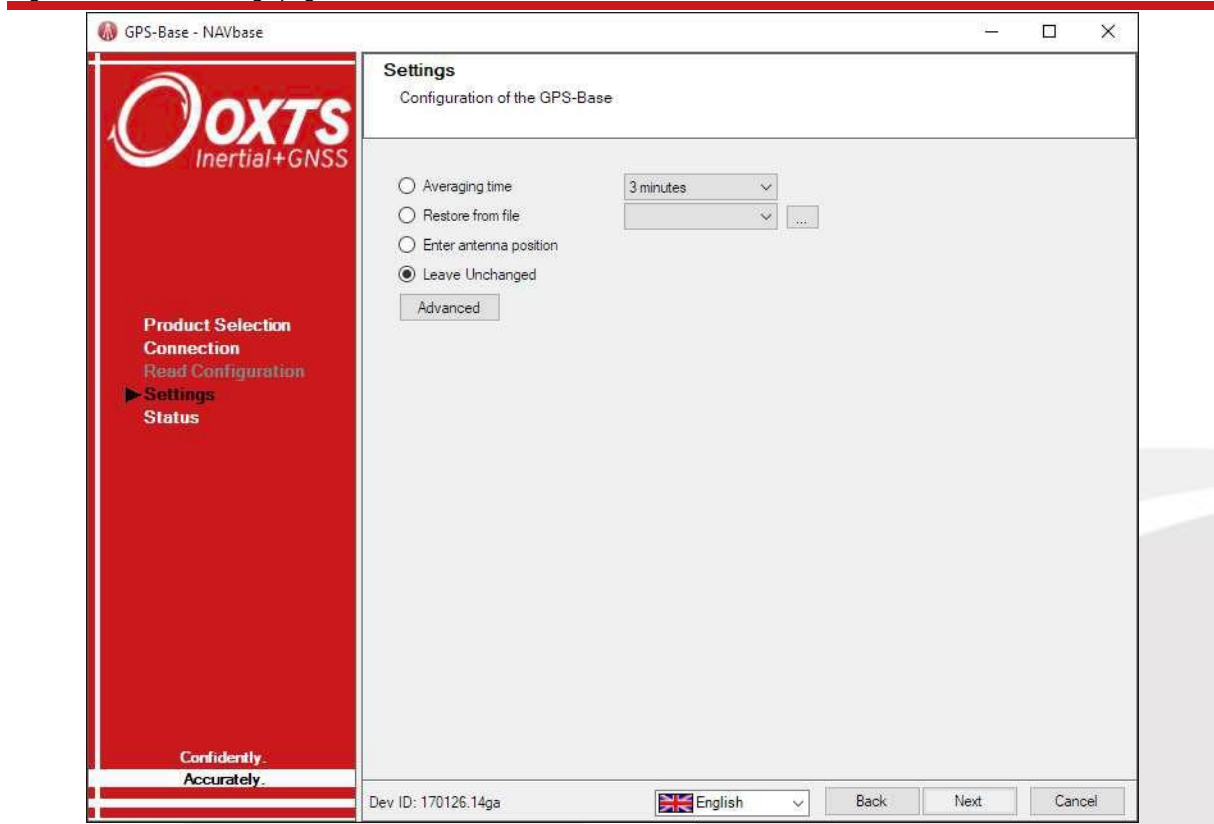 GPS-Base - NAVbase
OXTS
Inertial+GNSS
Settings
Configuration of the GPS-Base
Averaging time 3 minutes
Restore from file ...
Enter antenna position
Leave Unchanged
Advanced
Product Selection
Connection
Read Configuration
Settings
Status
Confidently.
Accurately.
Dev ID: 170126.14ga English Back Next Cancel